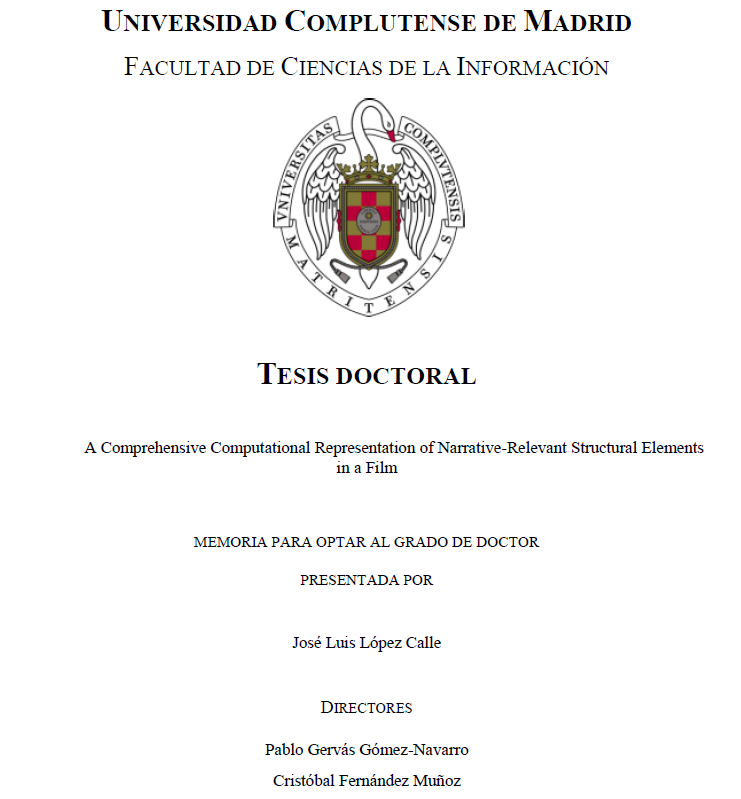 UNIVERSIDAD COMPLUTENSE DE MADRID
FACULTAD DE CIENCIAS DE LA INFORMACIÓN
VNIVERSITAS
COMPLVTENSIS
MATRITENSIS
TESIS DOCTORAL
A Comprehensive Computational Representation of Narrative-Relevant Structural Elements
in a Film
MEMORIA PARA OPTAR AL GRADO DE DOCTOR
PRESENTADA POR
José Luis López Calle
DIRECTORES
Pablo Gervás Gómez-Navarro
Cristóbal Fernández Muñoz